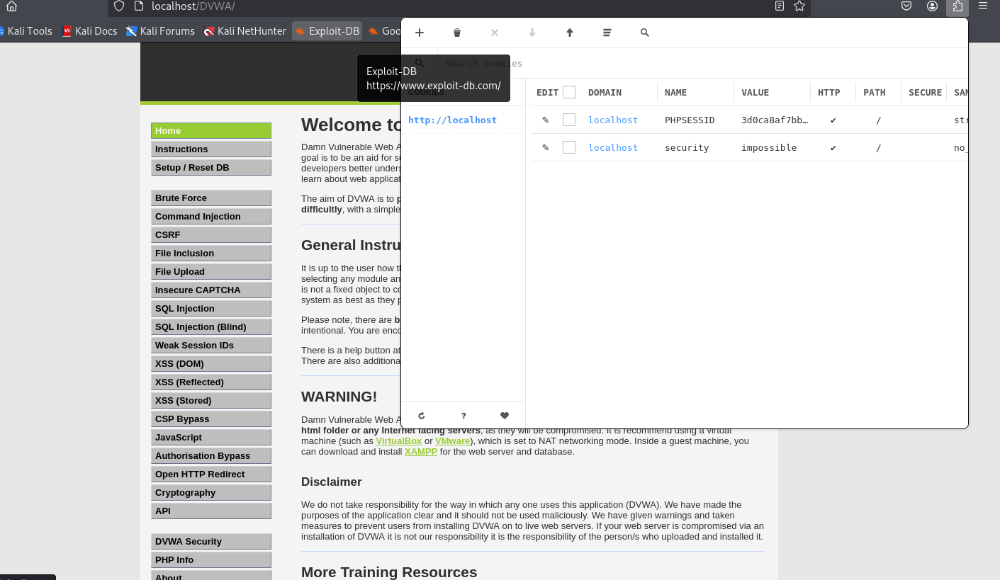 localhost/DVWA/
Kali Tools Kali Docs Kali Forums Kali NetHunter Exploit-DB Goo
Exploit-DB
https://www.exploit-db.com/
Search cookies
COOKIES
http://localhost
EDIT DOMAIN NAME VALUE HTTP PATH SECURE SAM
localhost PHPSESSID 3d0ca8af7bb… ✔ / str
localhost security impossible ✔ / no_
?
Home
Instructions
Setup / Reset DB
Brute Force
Command Injection
CSRF
File Inclusion
File Upload
Insecure CAPTCHA
SQL Injection
SQL Injection (Blind)
Weak Session IDs
XSS (DOM)
XSS (Reflected)
XSS (Stored)
CSP Bypass
JavaScript
Authorisation Bypass
Open HTTP Redirect
Cryptography
API
DVWA Security
PHP Info
About
Welcome to
Damn Vulnerable Web A
goal is to be an aid for se
developers better unders
learn about web applicat
The aim of DVWA is to p
difficultly, with a simple
General Instru
It is up to the user how th
selecting any module an
is not a fixed object to co
system as best as they p
Please note, there are b
intentional. You are enco
There is a help button at
There are also additiona
WARNING!
Damn Vulnerable Web A
html folder or any Internet facing servers, as they will be compromised. It is recommend using a virtual
machine (such as VirtualBox or VMware), which is set to NAT networking mode. Inside a guest machine, you
can download and install XAMPP for the web server and database.
Disclaimer
We do not take responsibility for the way in which any one uses this application (DVWA). We have made the
purposes of the application clear and it should not be used maliciously. We have given warnings and taken
measures to prevent users from installing DVWA on to live web servers. If your web server is compromised via an
installation of DVWA it is not our responsibility it is the responsibility of the person/s who uploaded and installed it.
More Training Resources